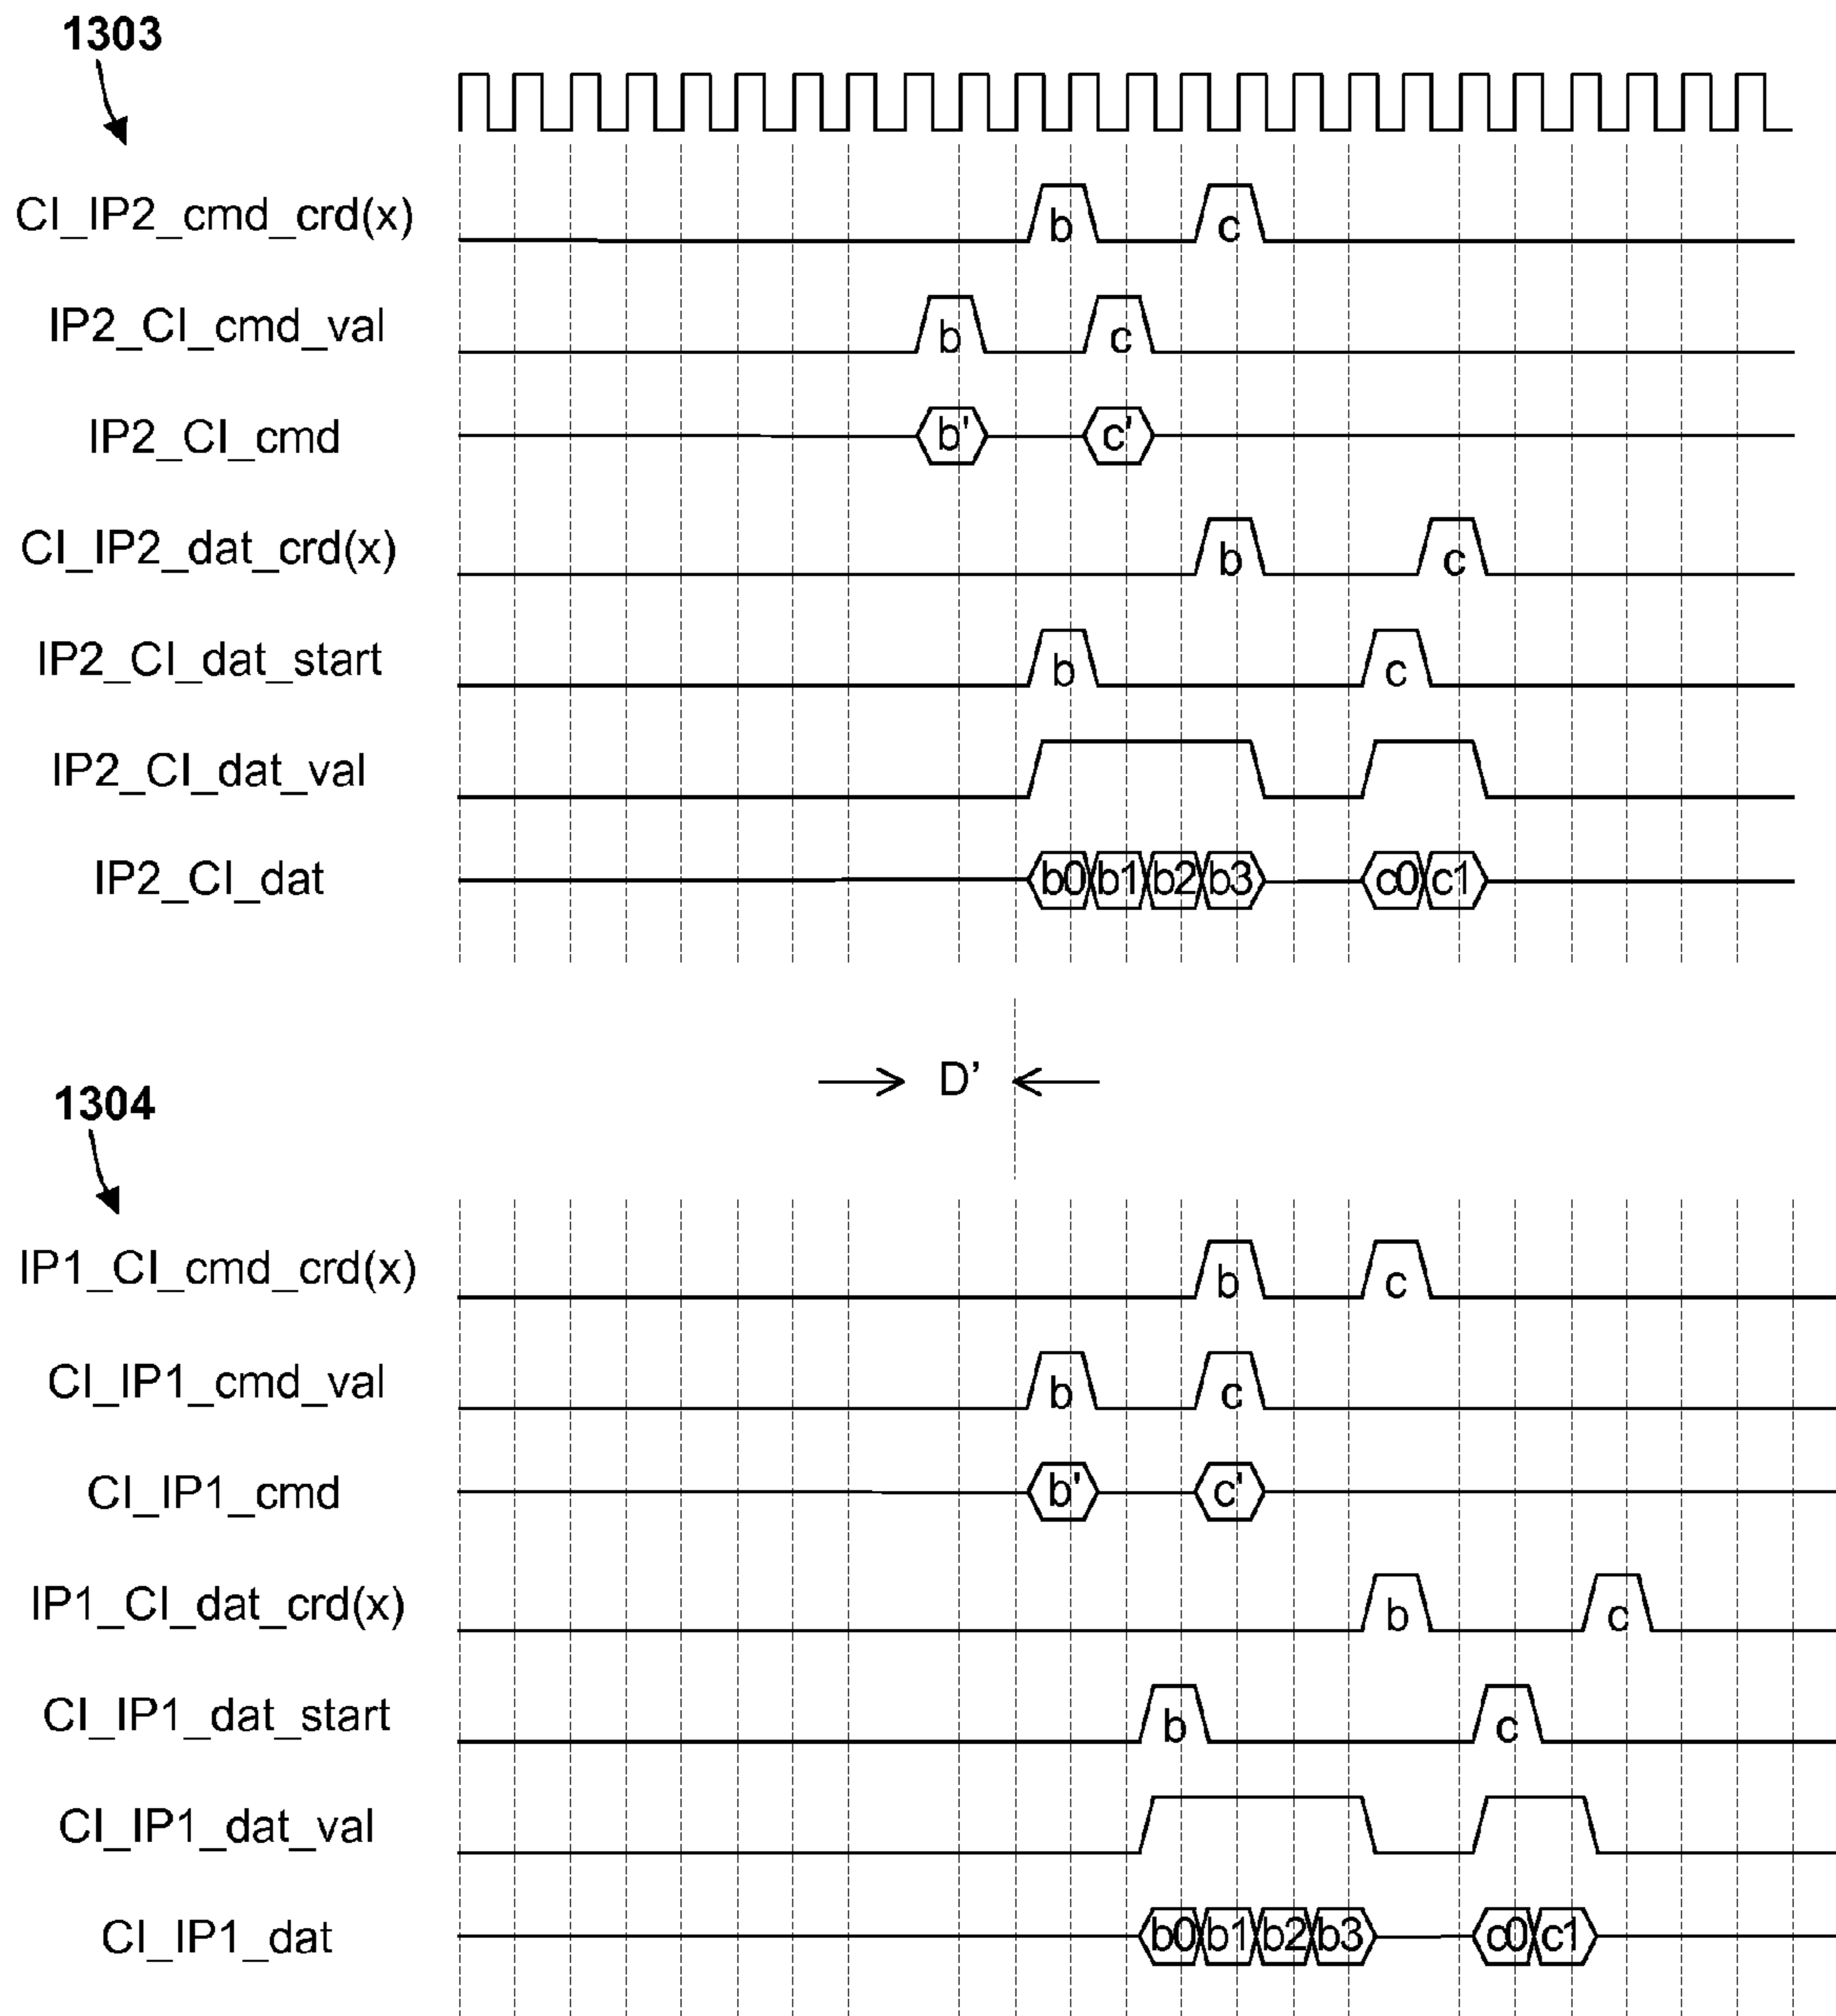 1303
CI_IP2_cmd_crd(x) b c
IP2_CI_cmd_val b c
IP2_CI_cmd b' c'
CI_IP2_dat_crd(x) b c
IP2_CI_dat_start b c
IP2_CI_dat_val
IP2_CI_dat b0 b1 b2 b3 c0 c1
D'
1304
IP1_CI_cmd_crd(x) b c
CI_IP1_cmd_val b c
CI_IP1_cmd b' c'
IP1_CI_dat_crd(x) b c
CI_IP1_dat_start b c
CI_IP1_dat_val
CI_IP1_dat b0 b1 b2 b3 c0 c1